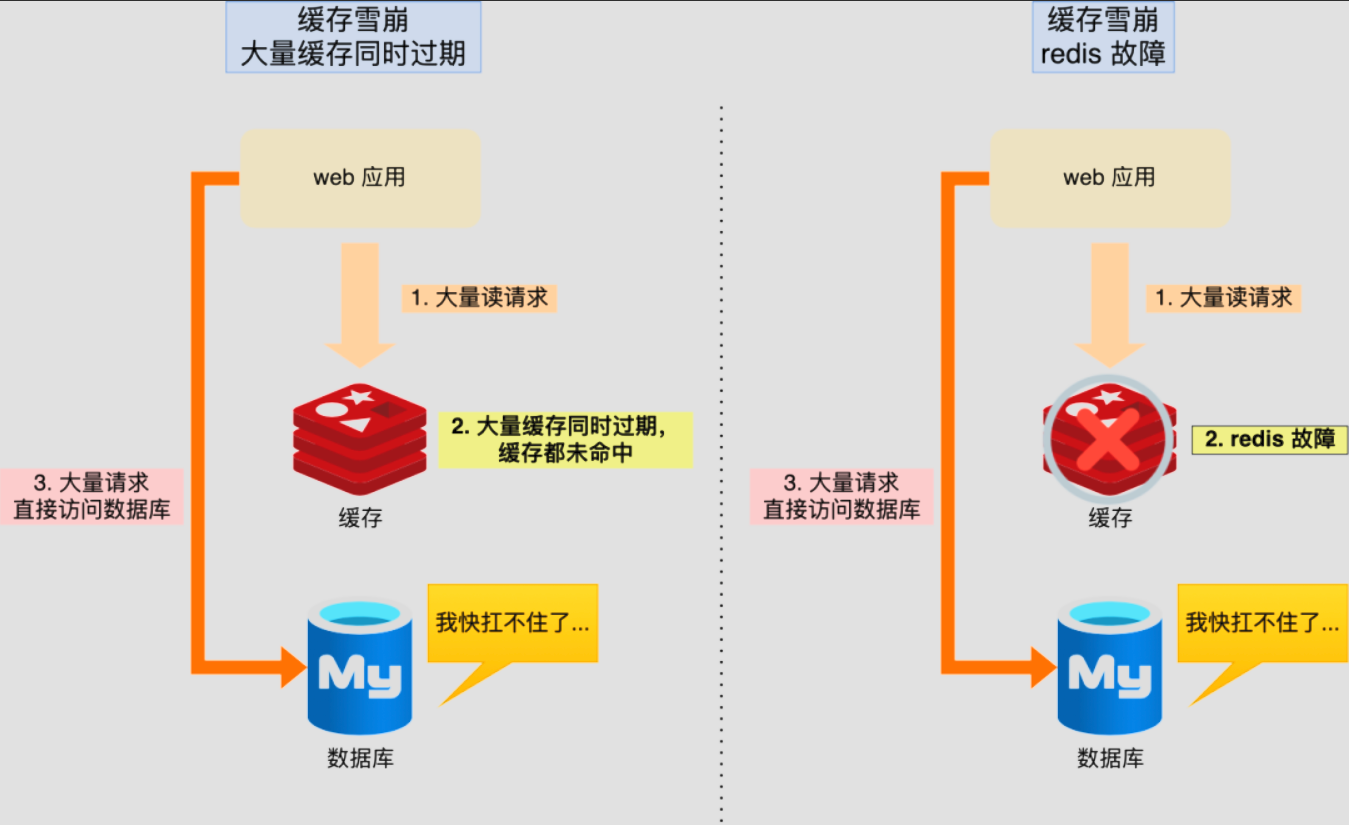 缓存雪崩
大量缓存同时过期
web 应用
1. 大量读请求
2. 大量缓存同时过期，
缓存都未命中
3. 大量请求
直接访问数据库
缓存
我快扛不住了...
My
数据库
缓存雪崩
redis 故障
web 应用
1. 大量读请求
2. redis 故障
3. 大量请求
直接访问数据库
缓存
我快扛不住了...
My
数据库